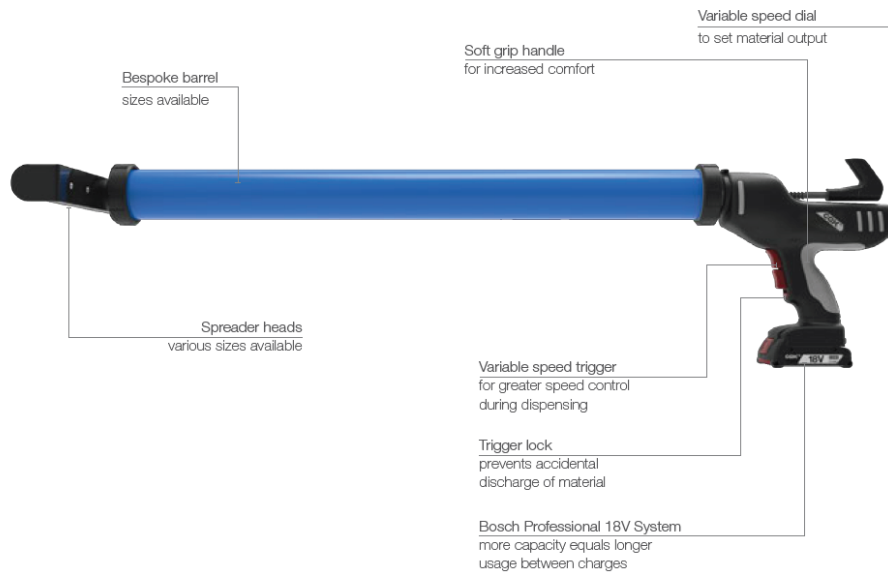 Variable speed dial
to set material output
Soft grip handle
for increased comfort
Bespoke barrel
sizes available
Spreader heads
various sizes available
Variable speed trigger
for greater speed control
during dispensing
Trigger lock
prevents accidental
discharge of material
Bosch Professional 18V System
more capacity equals longer
usage between charges
COX
18V